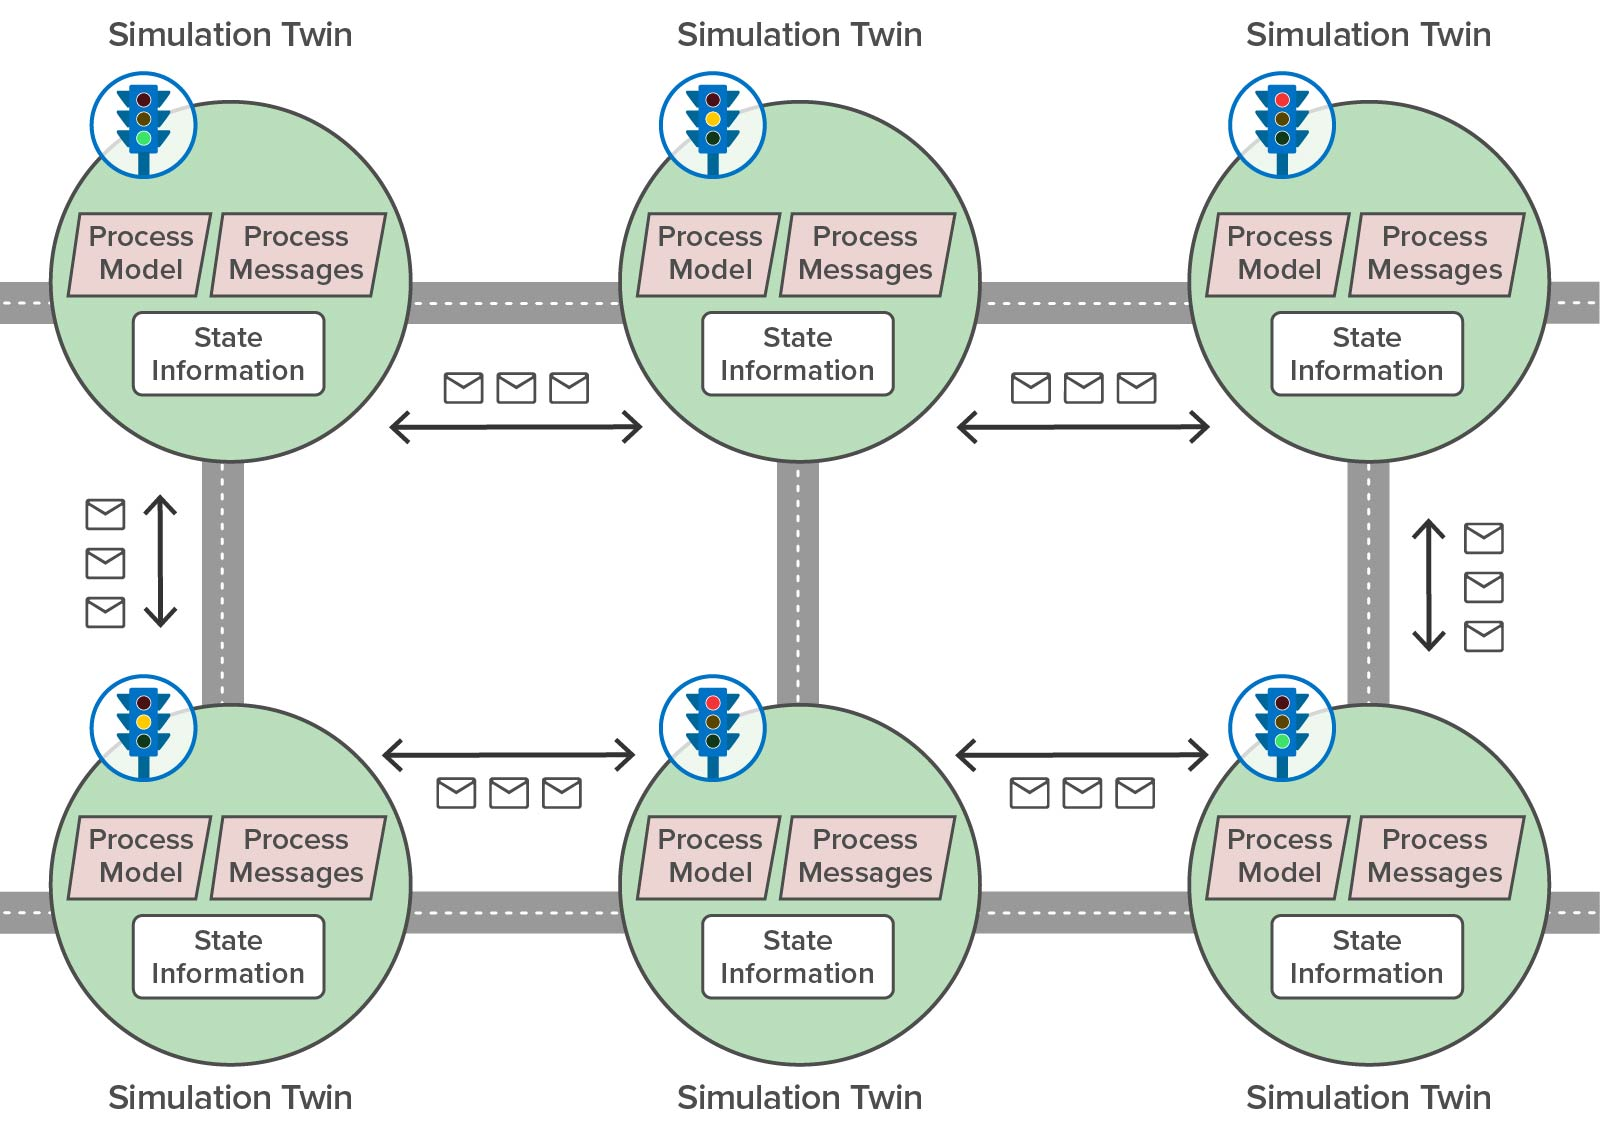 Simulation Twin
Simulation Twin
Simulation Twin
Process
Model
Process
Messages
State
Information
Process
Model
Process
Messages
State
Information
Process
Model
Process
Messages
State
Information
Process
Model
Process
Messages
State
Information
Process
Model
Process
Messages
State
Information
Process
Model
Process
Messages
State
Information
Simulation Twin
Simulation Twin
Simulation Twin